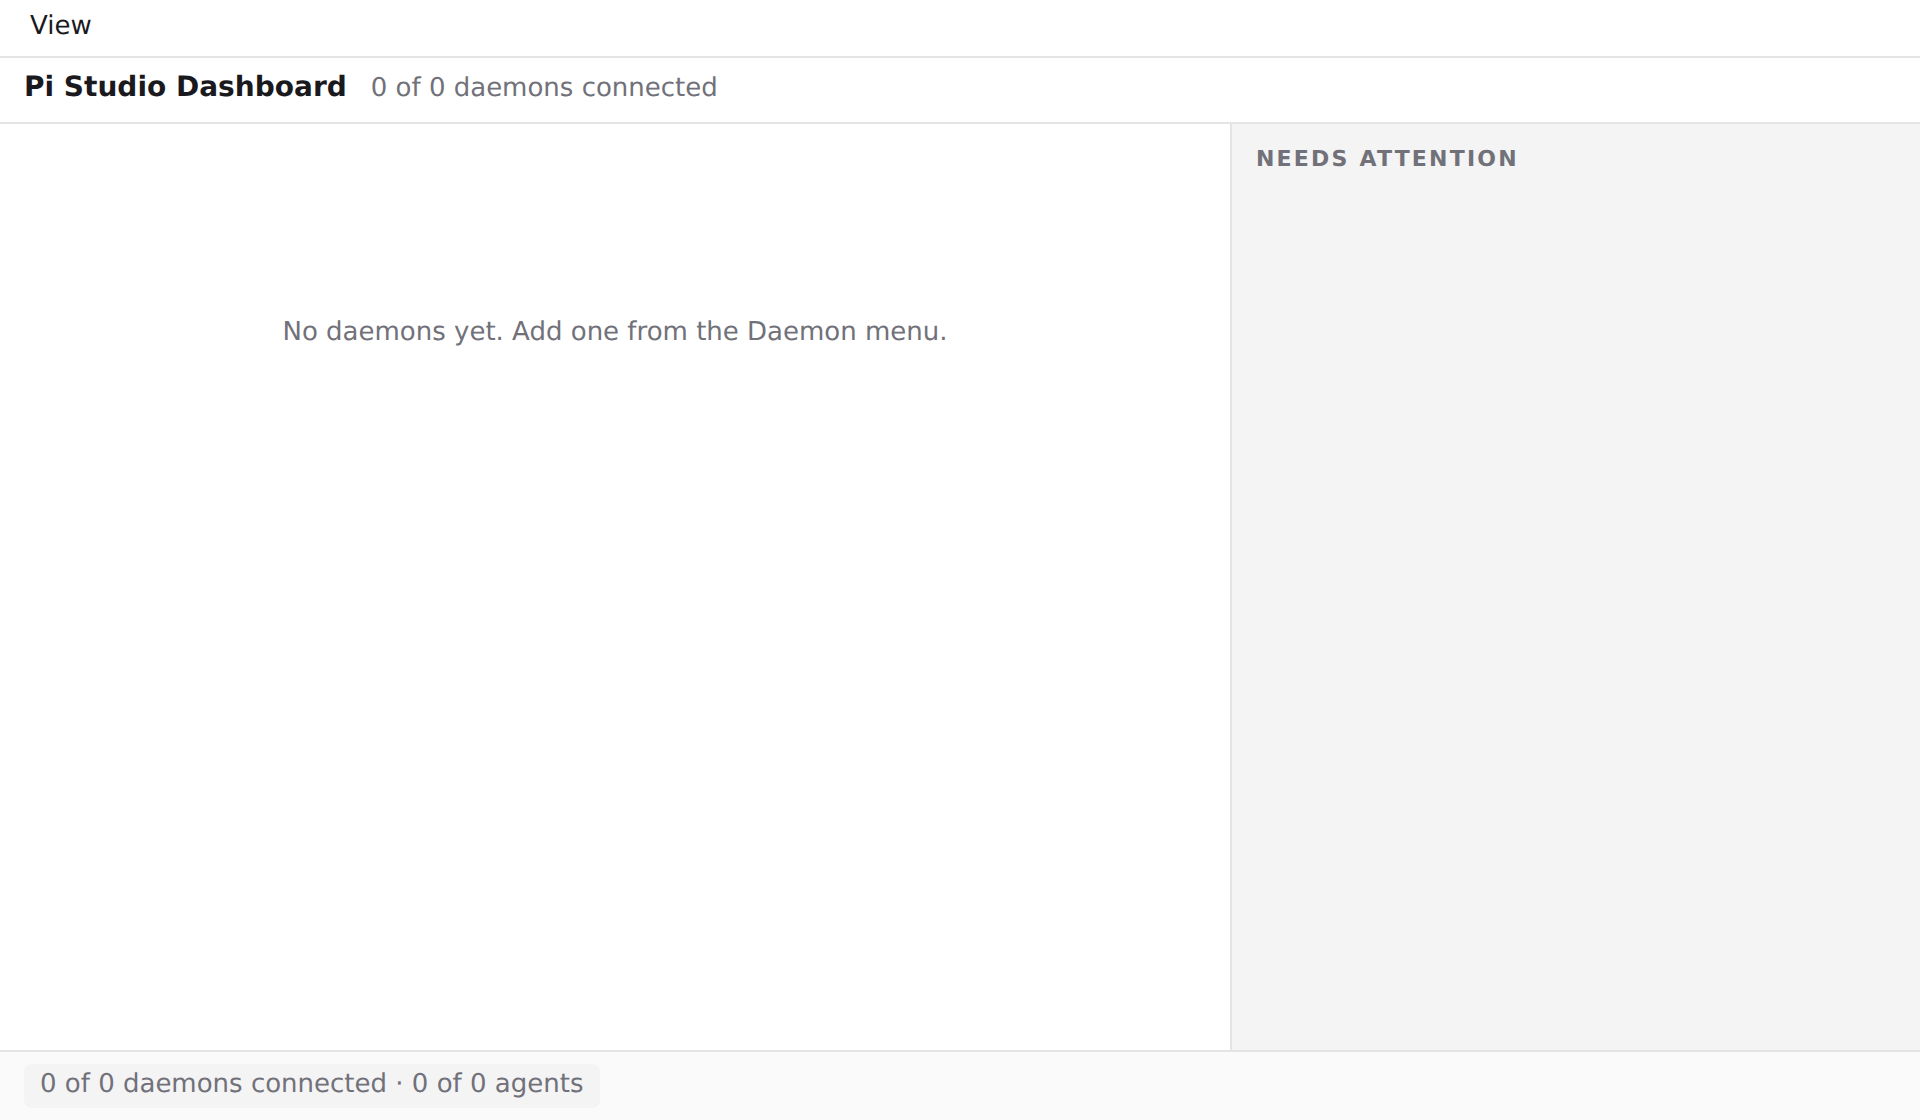 View
Pi Studio Dashboard 0 of 0 daemons connected
NEEDS ATTENTION
No daemons yet. Add one from the Daemon menu.
0 of 0 daemons connected · 0 of 0 agents